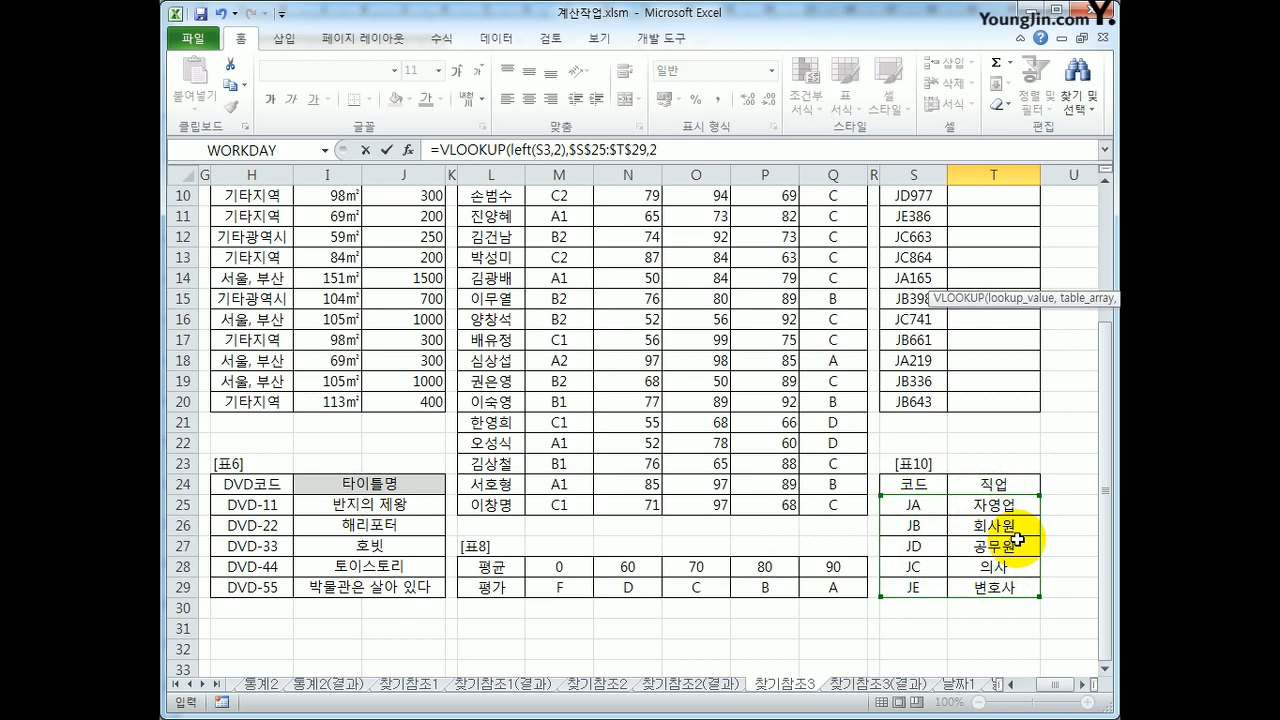 계산작업.xlsm - Microsoft Excel
YoungJin.com Y.
파일 홈 삽입 페이지 레이아웃 수식 데이터 검토 보기 개발 도구
붙여넣기 11 가 가 일반 조건부 서식 표 서식 셀 스타일 삽입 삭제 서식 정렬 및 필터 찾기 및 선택
클립보드 글꼴 맞춤 표시 형식 스타일 셀 편집
WORKDAY =VLOOKUP(left(S3,2),$S$25:$T$29,2
G H I J K L M N O P Q R S T U
10 기타지역 98㎡ 300 손범수 C2 79 94 69 C JD977
11 기타지역 69㎡ 200 진양혜 A1 65 73 82 C JE386
12 기타광역시 59㎡ 250 김건남 B2 74 92 73 C JC663
13 기타지역 84㎡ 200 박성미 C2 87 84 63 C JC864
14 서울, 부산 151㎡ 1500 김광배 A1 50 84 79 C JA165
15 기타광역시 104㎡ 700 이무열 B2 76 80 89 B JB398 VLOOKUP(lookup_value, table_array,
16 서울, 부산 105㎡ 1000 양창석 B2 52 56 92 C JC741
17 기타지역 98㎡ 300 배유정 C1 56 99 75 C JB661
18 서울, 부산 69㎡ 300 심상섭 A2 97 98 85 A JA219
19 서울, 부산 105㎡ 1000 권은영 B2 68 50 89 C JB336
20 기타지역 113㎡ 400 이숙영 B1 77 89 92 B JB643
21 한영희 C1 55 68 66 D
22 오성식 A1 52 78 60 D
23 [표6] 김상철 B1 76 65 88 C [표10]
24 DVD코드 타이틀명 서호형 A1 85 97 89 B 코드 직업
25 DVD-11 반지의 제왕 이창명 C1 71 97 68 C JA 자영업
26 DVD-22 해리포터 JB 회사원
27 DVD-33 호빗 [표8] JD 공무원
28 DVD-44 토이스토리 평균 0 60 70 80 90 JC 의사
29 DVD-55 박물관은 살아 있다 평가 F D C B A JE 변호사
30
31
32
33
통계2 통계2(결과) 찾기참조1 찾기참조1(결과) 찾기참조2 찾기참조2(결과) 찾기참조3 찾기참조3(결과) 날짜1
입력 100%